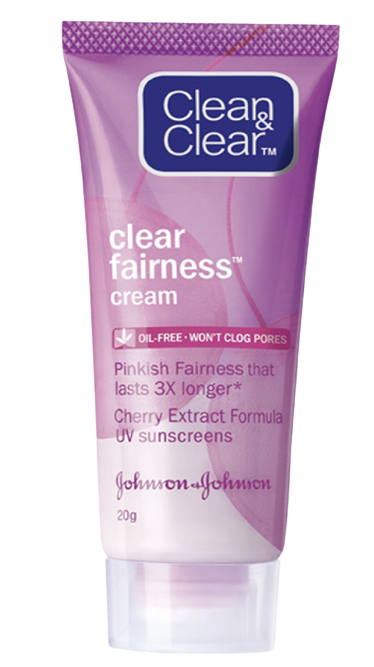 Clean
&
Clear™
clear
fairness™
cream
OIL-FREE · WON'T CLOG PORES
Pinkish Fairness that
lasts 3X longer*
Cherry Extract Formula
UV sunscreens
Johnson & Johnson
20g